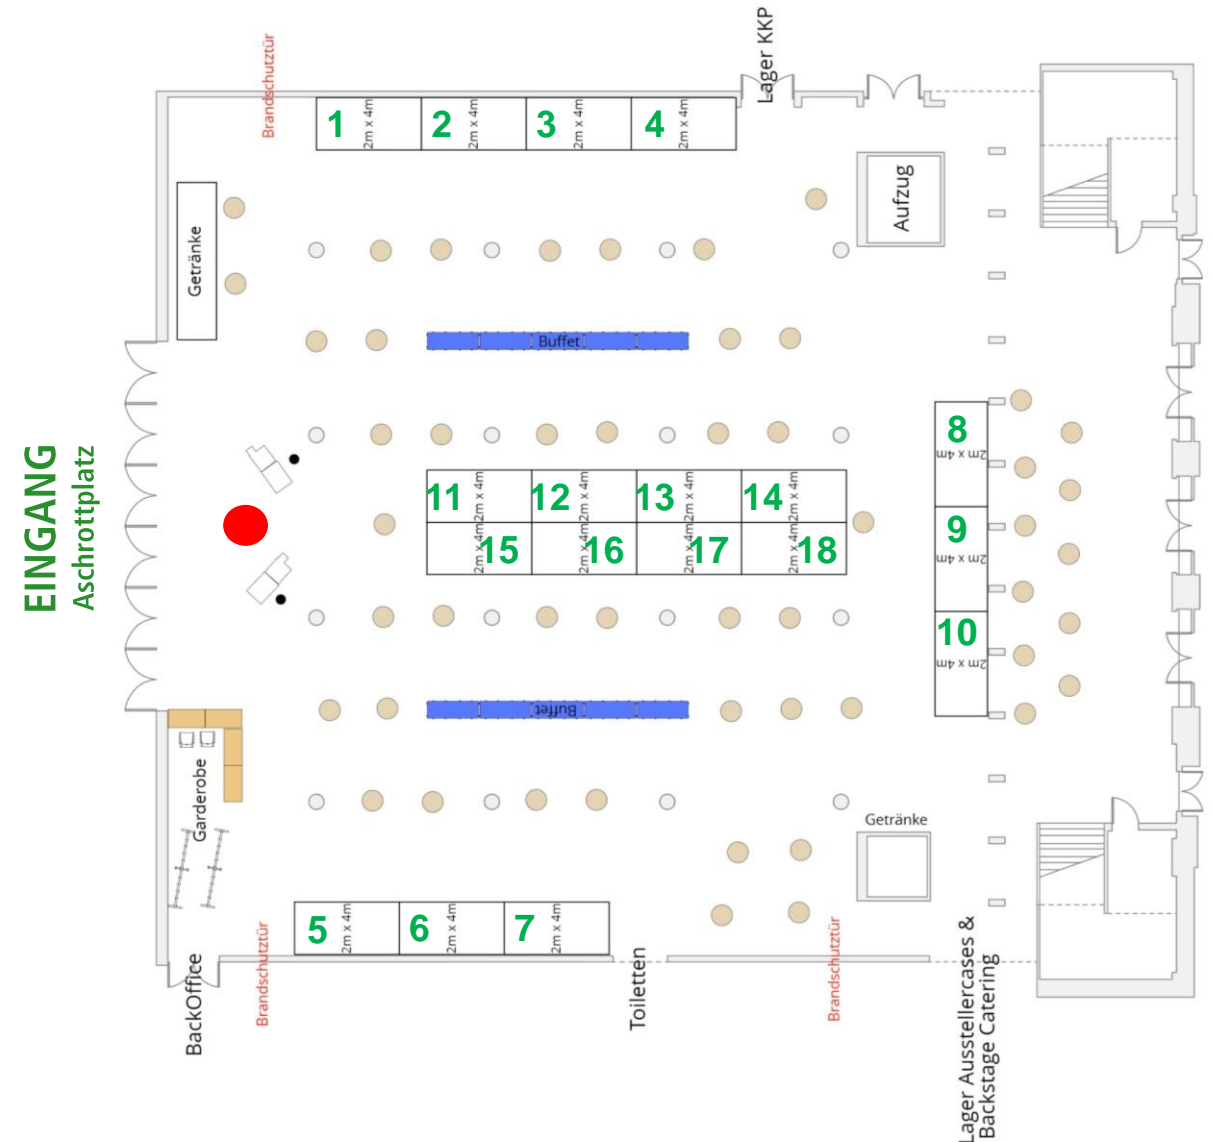 Lager KKP
Brandschutztür
1
2m x 4m
2
2m x 4m
3
2m x 4m
4
2m x 4m
Aufzug
Getränke
Buffet
EINGANG
Aschrottplatz
8
2m x 4m
9
2m x 4m
10
2m x 4m
11
2m x 4m
12
2m x 4m
13
2m x 4m
14
2m x 4m
2m x 4m
15
2m x 4m
16
2m x 4m
17
2m x 4m
18
Buffet
Garderobe
Getränke
5
2m x 4m
6
2m x 4m
7
2m x 4m
BackOffice
Brandschutztür
Toiletten
Brandschutztür
Lager Ausstellercases &
Backstage Catering